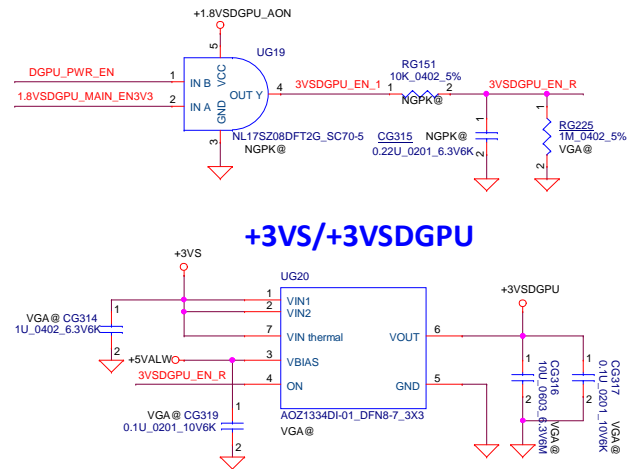 +1.8VSDGPU_AON
UG19
5
VCC
DGPU_PWR_EN
1
IN B
1.8VSDGPU_MAIN_EN3V3
2
IN A
OUT Y
4
GND
3
NL17SZ08DFT2G_SC70-5
NGPK@
3VSDGPU_EN_1
RG151
10K_0402_5%
1
2
NGPK@
3VSDGPU_EN_R
CG315
NGPK@
0.22U_0201_6.3V6K
1
2
RG225
1M_0402_5%
VGA@
1
2
+3VS/+3VSDGPU
+3VS
UG20
VGA@ CG314
1U_0402_6.3V6K
1
2
1
VIN1
2
VIN2
7
VIN thermal
+5VALW
3
VBIAS
3VSDGPU_EN_R
4
ON
VOUT
6
GND
5
AOZ1334DI-01_DFN8-7_3X3
VGA@
VGA@ CG319
0.1U_0201_10V6K
1
2
+3VSDGPU
1
2
CG316
10U_0603_6.3V6M
VGA@
1
2
CG317
0.1U_0201_10V6K
VGA@